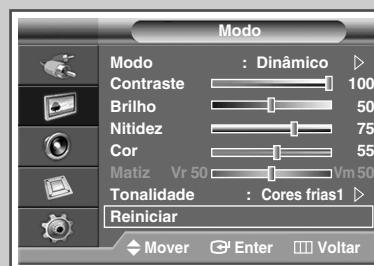 Modo
Modo : Dinâmico
Contraste 100
Brilho 50
Nitidez 75
Cor 55
Matiz Vr 50 Vm 50
Tonalidade : Cores frias1
Reiniciar
Mover Enter Voltar